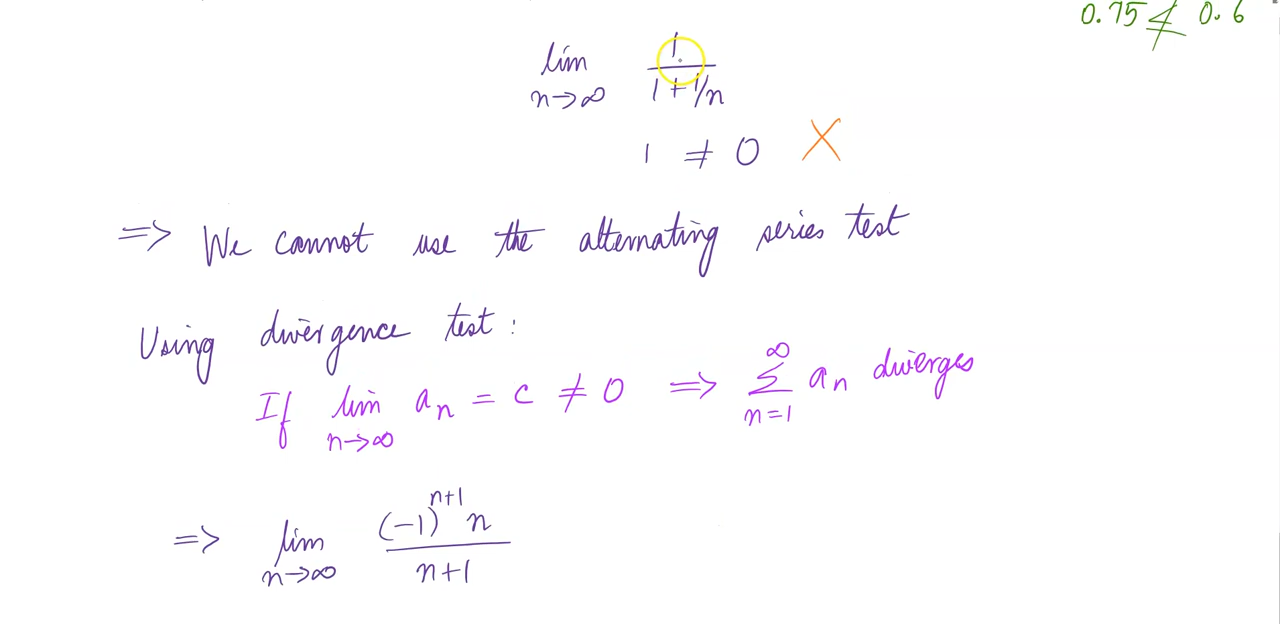 0.75 ≮ 0.6
lim n→∞ 1/(1+1/n)
1 ≠ 0 X
=> We cannot use the alternating series test
Using divergence test:
If lim n→∞ aₙ = c ≠ 0 => ∞ Σ n=1 aₙ diverges
=> lim n→∞ (-1)^(n+1) n / (n+1)